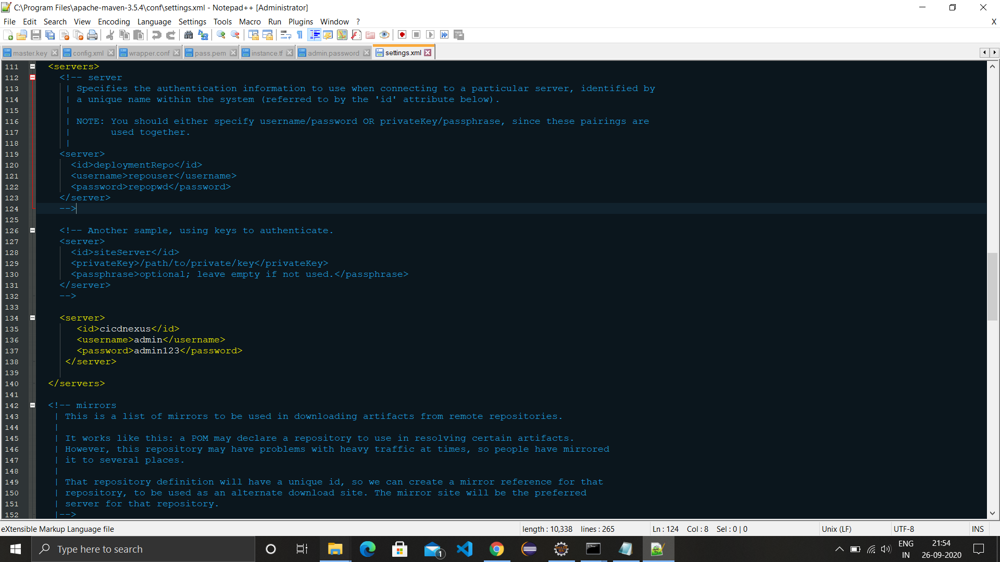 C:\Program Files\apache-maven-3.5.4\conf\settings.xml - Notepad++ [Administrator]
File Edit Search View Encoding Language Settings Tools Macro Run Plugins Window ? X
master.key config.xml wrapper.conf pass.pem instance.tf admin.password settings.xml
111 <servers>
112 <!-- server
113 | Specifies the authentication information to use when connecting to a particular server, identified by
114 | a unique name within the system (referred to by the 'id' attribute below).
115 |
116 | NOTE: You should either specify username/password OR privateKey/passphrase, since these pairings are
117 | used together.
118 |
119 <server>
120 <id>deploymentRepo</id>
121 <username>repouser</username>
122 <password>repopwd</password>
123 </server>
124 -->
125
126 <!-- Another sample, using keys to authenticate.
127 <server>
128 <id>siteServer</id>
129 <privateKey>/path/to/private/key</privateKey>
130 <passphrase>optional; leave empty if not used.</passphrase>
131 </server>
132 -->
133
134 <server>
135 <id>cicdnexus</id>
136 <username>admin</username>
137 <password>admin123</password>
138 </server>
139
140 </servers>
141
142 <!-- mirrors
143 | This is a list of mirrors to be used in downloading artifacts from remote repositories.
144 |
145 | It works like this: a POM may declare a repository to use in resolving certain artifacts.
146 | However, this repository may have problems with heavy traffic at times, so people have mirrored
147 | it to several places.
148 |
149 | That repository definition will have a unique id, so we can create a mirror reference for that
150 | repository, to be used as an alternate download site. The mirror site will be the preferred
151 | server for that repository.
152 |-->
eXtensible Markup Language file length : 10,338 lines : 265 Ln : 124 Col : 8 Sel : 0 | 0 Unix (LF) UTF-8 INS
Type here to search 1 ENG 21:54
IN 26-09-2020